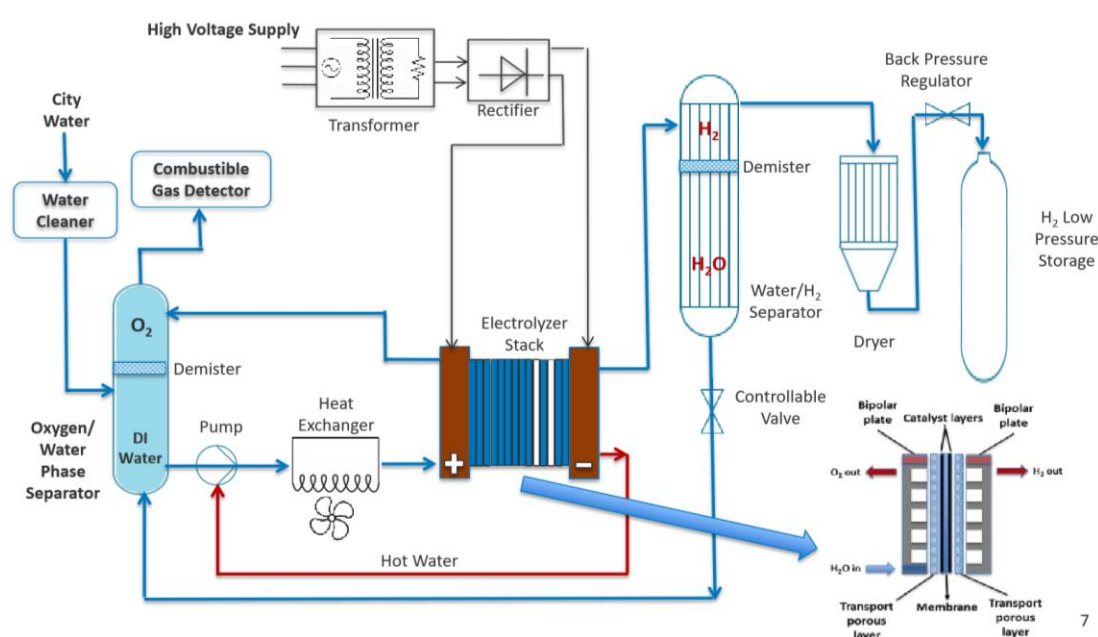 High Voltage Supply
Transformer
Rectifier
City
Water
Water
Cleaner
Combustible
Gas Detector
O₂
Demister
DI
Water
Oxygen/
Water
Phase
Separator
Pump
Heat
Exchanger
Hot Water
Electrolyzer
Stack
+
−
H₂
Demister
H₂O
Water/H₂
Separator
Controllable
Valve
Dryer
Back Pressure
Regulator
H₂ Low
Pressure
Storage
Bipolar
plate
Catalyst layers
Bipolar
plate
O₂ out
H₂ out
H₂O in
Transport
porous
layer
Membrane
Transport
porous
layer
7